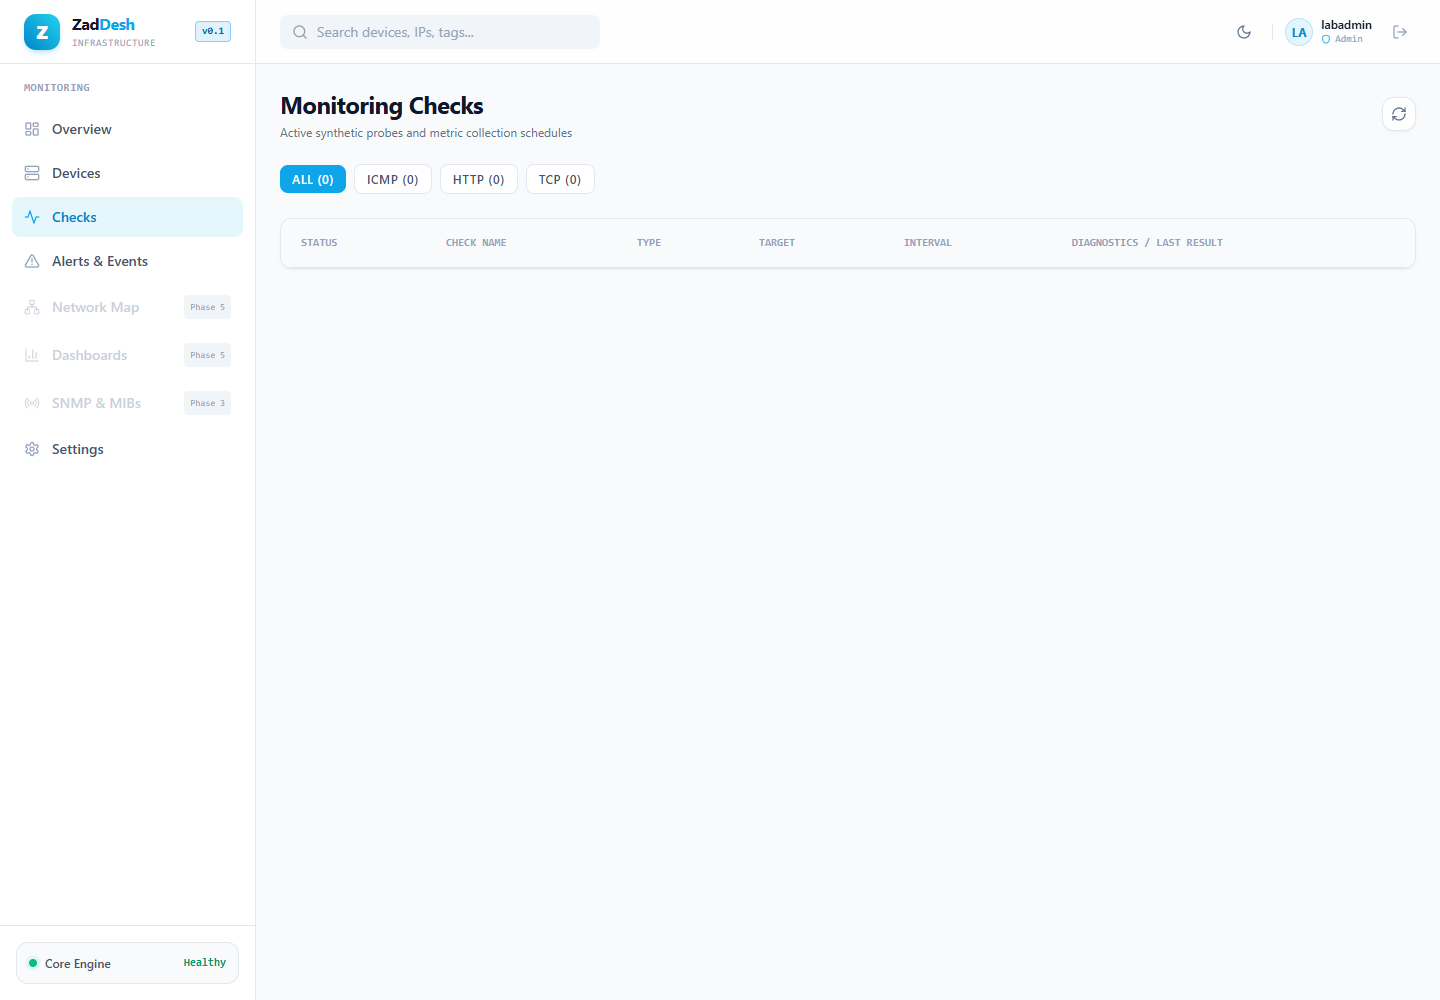 Z
ZadDesh
INFRASTRUCTURE
v0.1
Search devices, IPs, tags...
LA
labadmin
Admin
MONITORING
Overview
Devices
Checks
Alerts & Events
Network Map
Phase 5
Dashboards
Phase 5
SNMP & MIBs
Phase 3
Settings
Core Engine
Healthy
Monitoring Checks
Active synthetic probes and metric collection schedules
ALL (0)
ICMP (0)
HTTP (0)
TCP (0)
STATUS
CHECK NAME
TYPE
TARGET
INTERVAL
DIAGNOSTICS / LAST RESULT